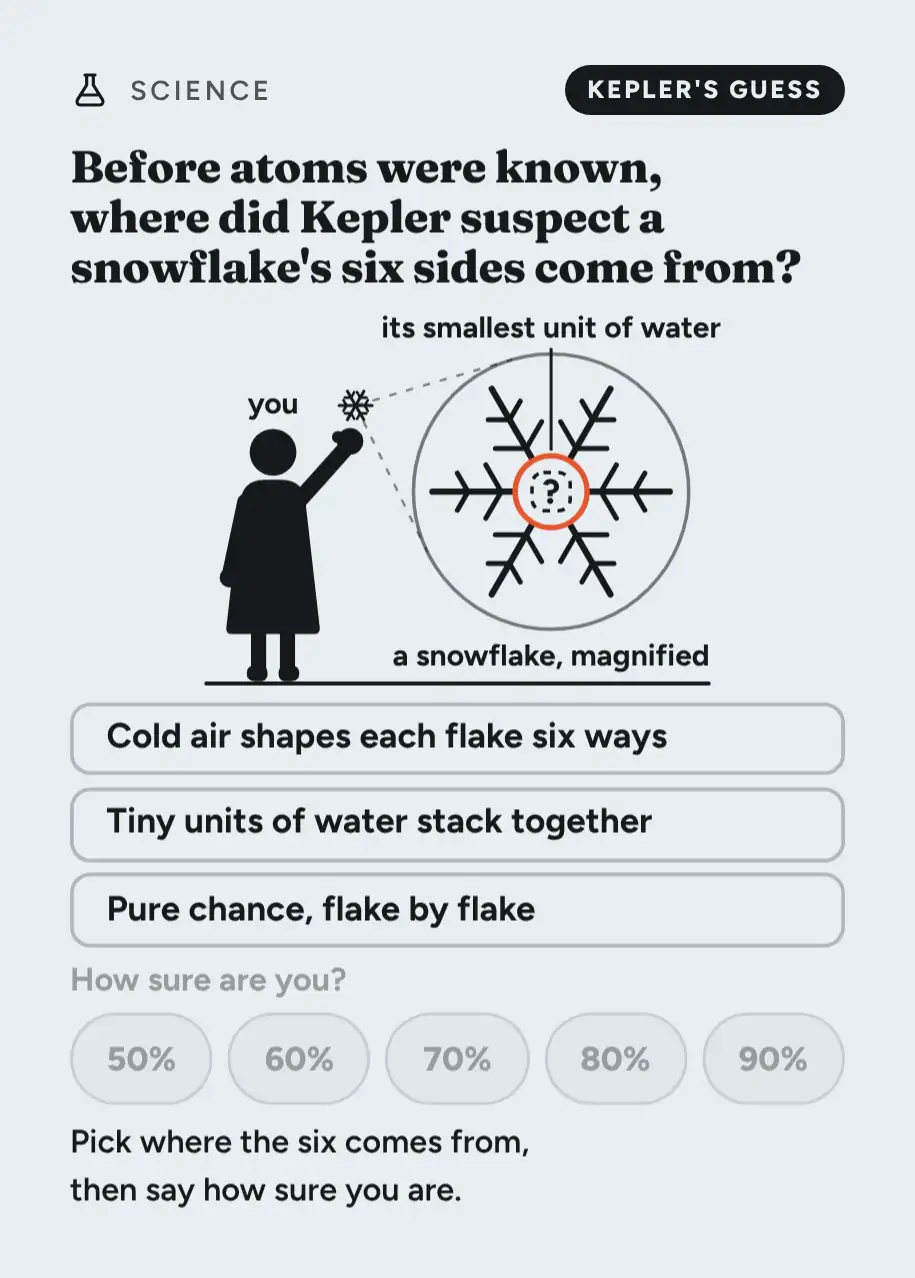 SCIENCE
KEPLER'S GUESS
Before atoms were known,
where did Kepler suspect a
snowflake's six sides come from?
its smallest unit of water
you
?
a snowflake, magnified
Cold air shapes each flake six ways
Tiny units of water stack together
Pure chance, flake by flake
How sure are you?
50% 60% 70% 80% 90%
Pick where the six comes from,
then say how sure you are.